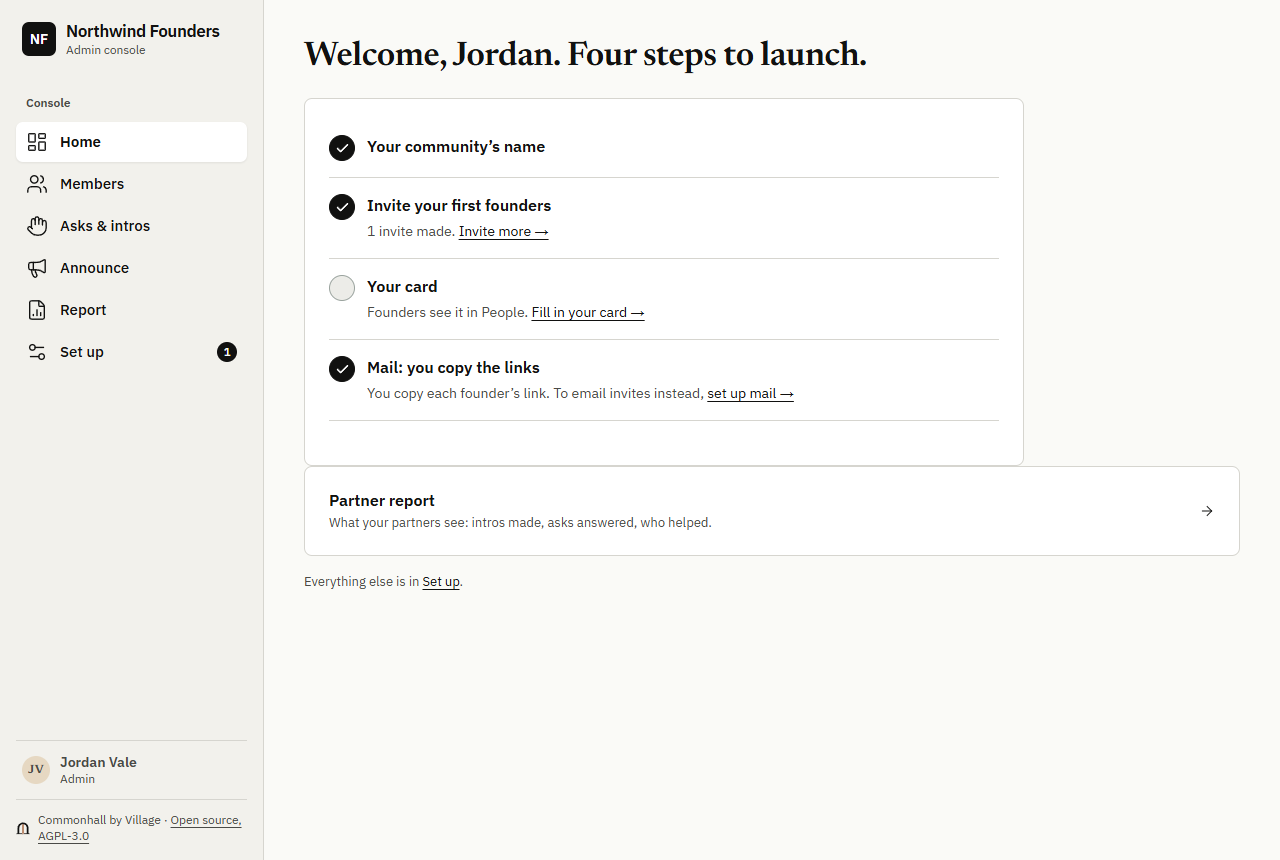 NF
Northwind Founders
Admin console
Console
Home
Members
Asks & intros
Announce
Report
Set up 1
JV
Jordan Vale
Admin
Commonhall by Village · Open source,
AGPL-3.0
Welcome, Jordan. Four steps to launch.
Your community’s name
Invite your first founders
1 invite made. Invite more →
Your card
Founders see it in People. Fill in your card →
Mail: you copy the links
You copy each founder’s link. To email invites instead, set up mail →
Partner report
What your partners see: intros made, asks answered, who helped.
Everything else is in Set up.